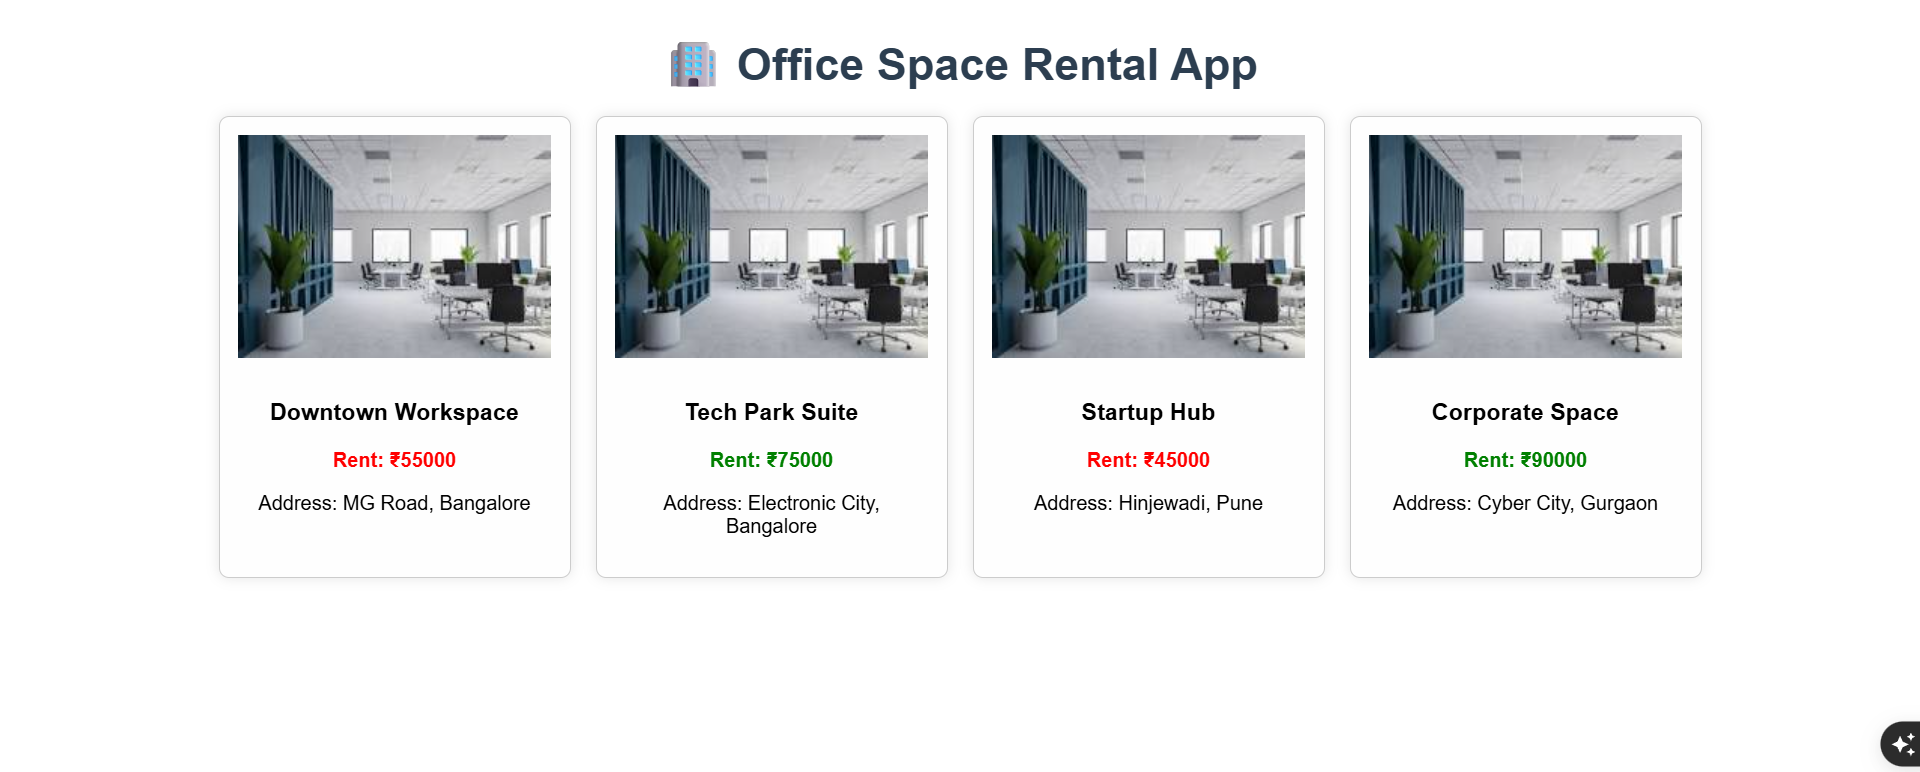 🏢 Office Space Rental App
Downtown Workspace
Rent: ₹55000
Address: MG Road, Bangalore
Tech Park Suite
Rent: ₹75000
Address: Electronic City,
Bangalore
Startup Hub
Rent: ₹45000
Address: Hinjewadi, Pune
Corporate Space
Rent: ₹90000
Address: Cyber City, Gurgaon